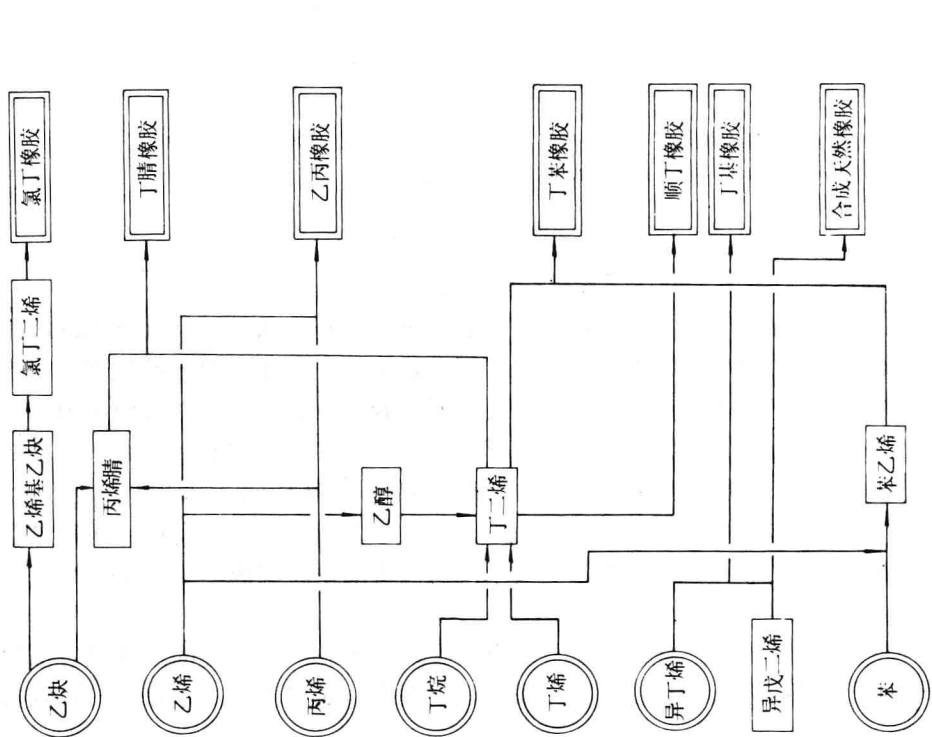 氯丁橡胶
丁腈橡胶
乙丙橡胶
丁苯橡胶
顺丁橡胶
丁基橡胶
合成天然橡胶
氯丁二烯
乙烯基乙炔
丙烯腈
乙醇
丁二烯
苯乙烯
乙炔
乙烯
丙烯
丁烷
丁烯
异丁烯
异戊二烯
苯